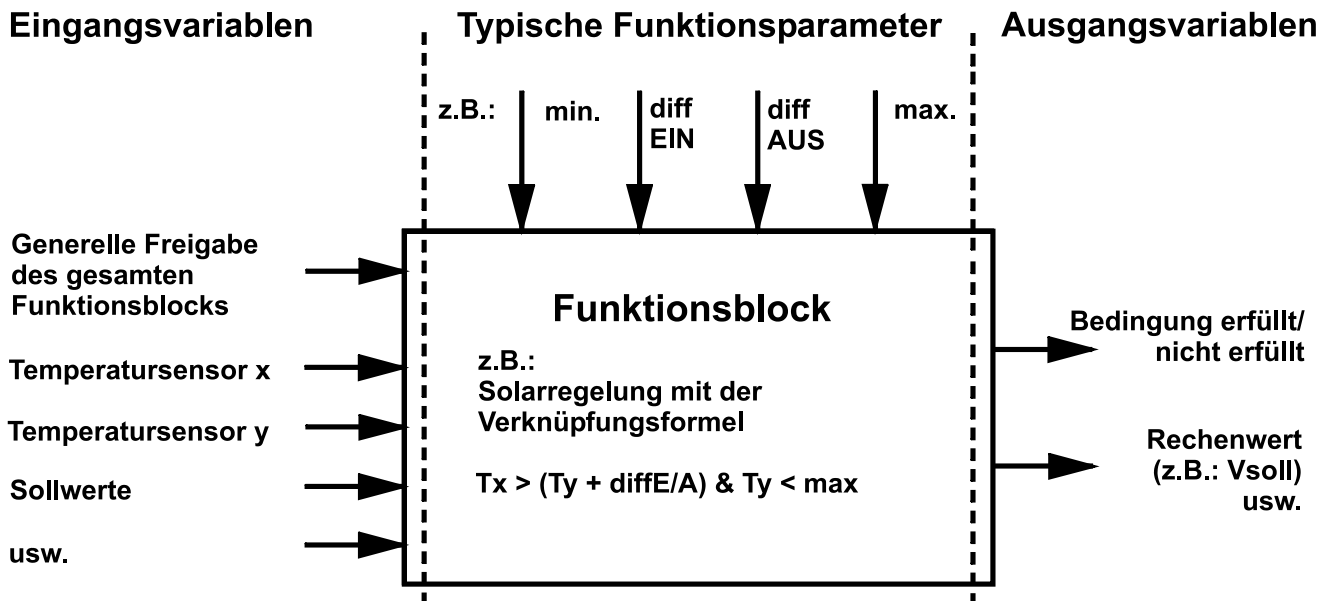 Eingangsvariablen
Typische Funktionsparameter
Ausgangsvariablen
z.B.:
min.
diff
EIN
diff
AUS
max.
Generelle Freigabe
des gesamten
Funktionsblocks
Temperatursensor x
Temperatursensor y
Sollwerte
usw.
Funktionsblock
z.B.:
Solarregelung mit der
Verknüpfungsformel
Tx > (Ty + diffE/A) & Ty < max
Bedingung erfüllt/
nicht erfüllt
Rechenwert
(z.B.: Vsoll)
usw.